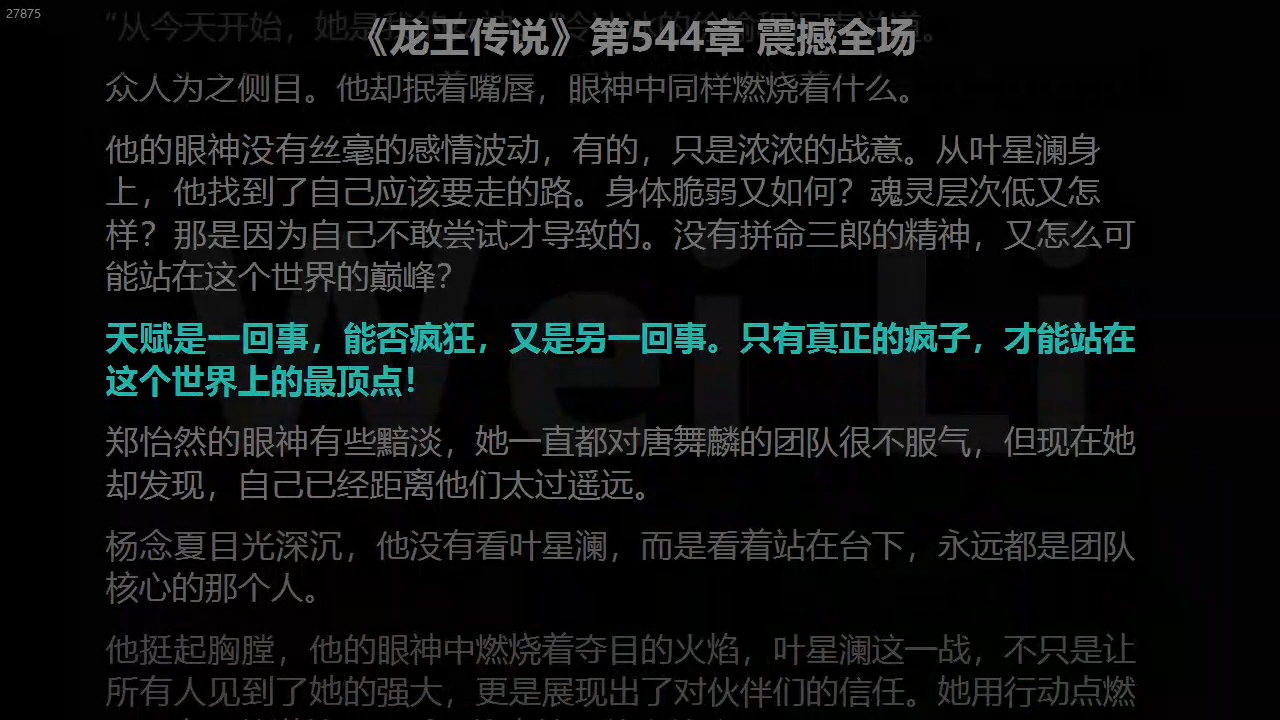 27875
《龙王传说》第544章 震撼全场
"从今天开始，她是我的女神。"
众人为之侧目。他却抿着嘴唇，眼神中同样燃烧着什么。
他的眼神没有丝毫的感情波动，有的，只是浓浓的战意。从叶星澜身
上，他找到了自己应该要走的路。身体脆弱又如何？魂灵层次低又怎
样？那是因为自己不敢尝试才导致的。没有拼命三郎的精神，又怎么可
能站在这个世界的巅峰？
天赋是一回事，能否疯狂，又是另一回事。只有真正的疯子，才能站在
这个世界上的最顶点！
郑怡然的眼神有些黯淡，她一直都对唐舞麟的团队很不服气，但现在她
却发现，自己已经距离他们太过遥远。
杨念夏目光深沉，他没有看叶星澜，而是看着站在台下，永远都是团队
核心的那个人。
他挺起胸膛，他的眼神中燃烧着夺目的火焰，叶星澜这一战，不只是让
所有人见到了她的强大，更是展现出了对伙伴们的信任。她用行动点燃
Wei Li